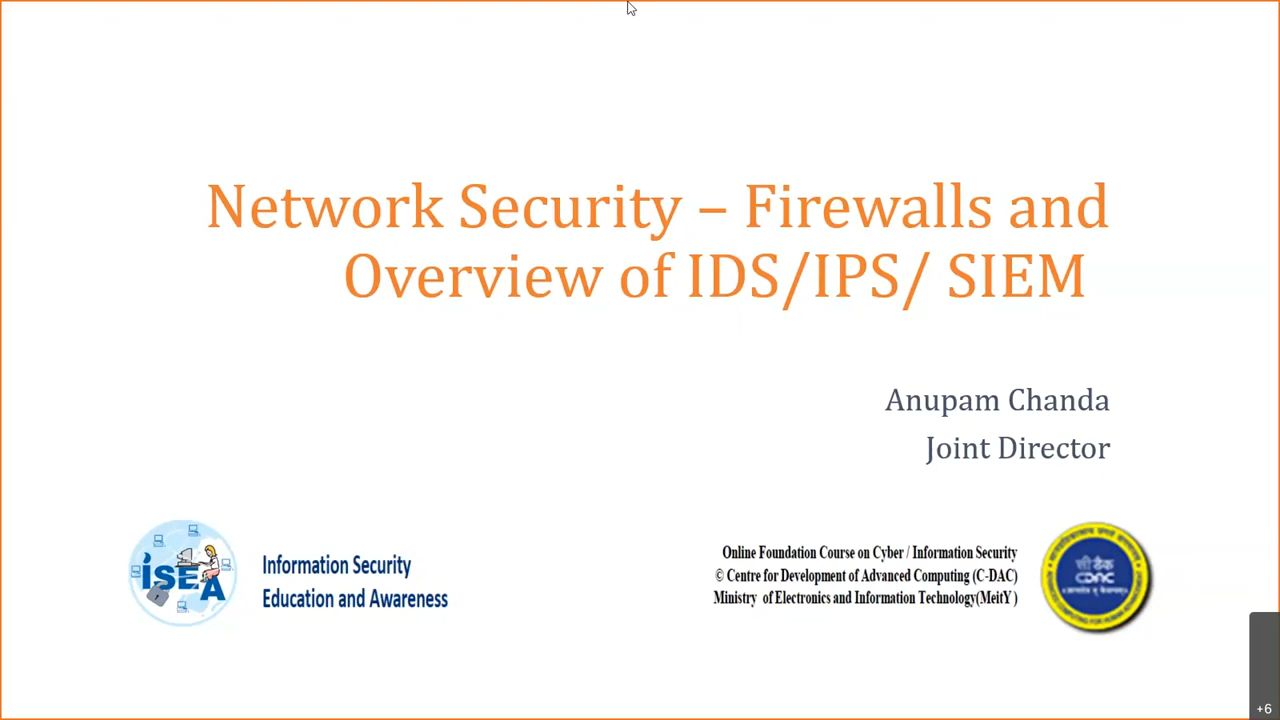 Network Security – Firewalls and
Overview of IDS/IPS/ SIEM
Anupam Chanda
Joint Director
ISEA
Information Security
Education and Awareness
Online Foundation Course on Cyber / Information Security
© Centre for Development of Advanced Computing (C-DAC)
Ministry of Electronics and Information Technology(MeitY )
सी डैक
CDAC
+6